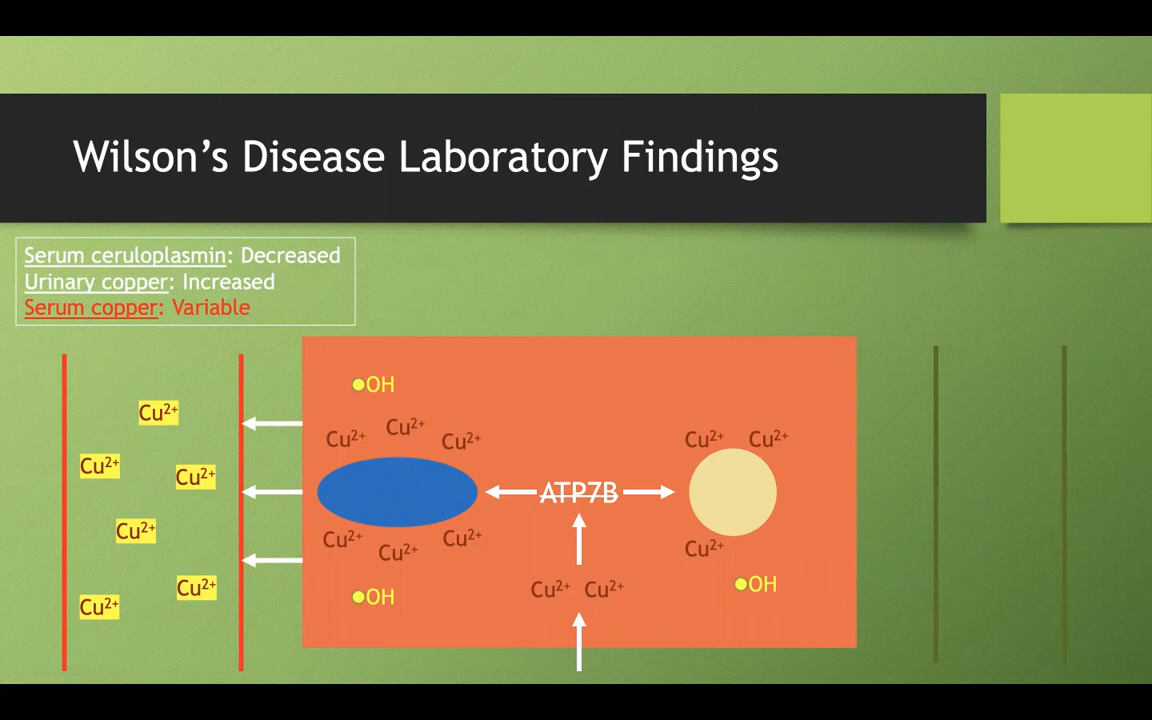 Wilson’s Disease Laboratory Findings
Serum ceruloplasmin: Decreased
Urinary copper: Increased
Serum copper: Variable
•OH
Cu²⁺
Cu²⁺ Cu²⁺ Cu²⁺
Cu²⁺ Cu²⁺
Cu²⁺
Cu²⁺
ATP7B
Cu²⁺
Cu²⁺ Cu²⁺ Cu²⁺
Cu²⁺
•OH
Cu²⁺ Cu²⁺
•OH
Cu²⁺
Cu²⁺